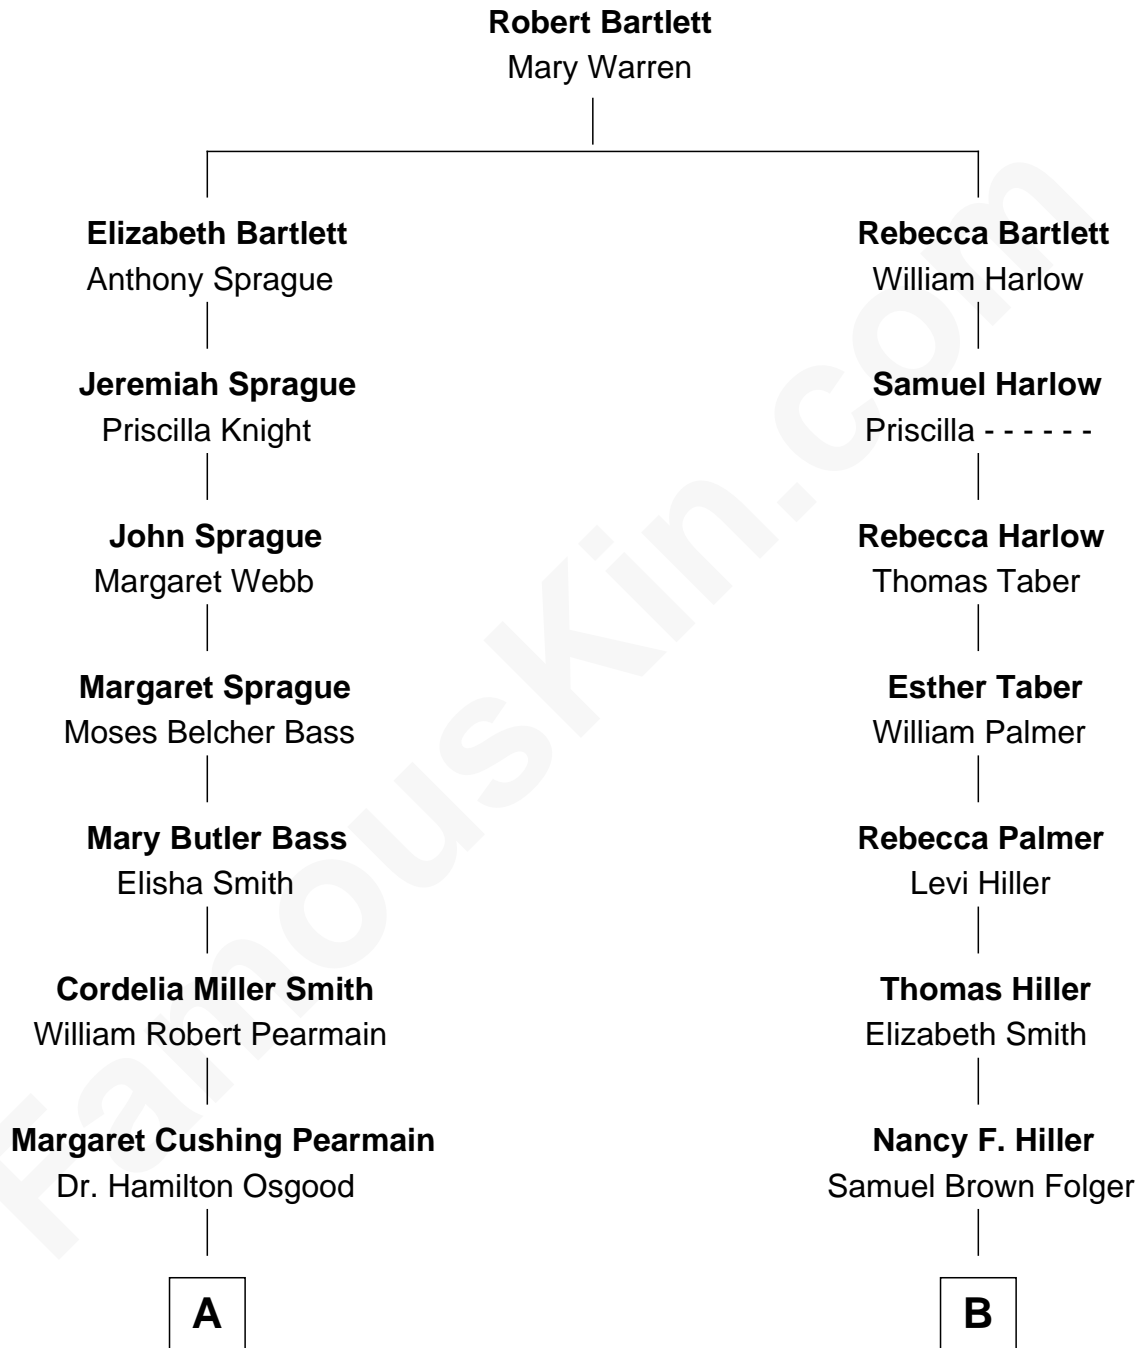 Robert Bartlett
Mary Warren
Elizabeth Bartlett
Anthony Sprague
Rebecca Bartlett
William Harlow
Jeremiah Sprague
Priscilla Knight
Samuel Harlow
Priscilla - - - - - -
John Sprague
Margaret Webb
Rebecca Harlow
Thomas Taber
Margaret Sprague
Moses Belcher Bass
Esther Taber
William Palmer
Mary Butler Bass
Elisha Smith
Rebecca Palmer
Levi Hiller
Cordelia Miller Smith
William Robert Pearmain
Thomas Hiller
Elizabeth Smith
Margaret Cushing Pearmain
Dr. Hamilton Osgood
Nancy F. Hiller
Samuel Brown Folger
A
B
FamousKin.com